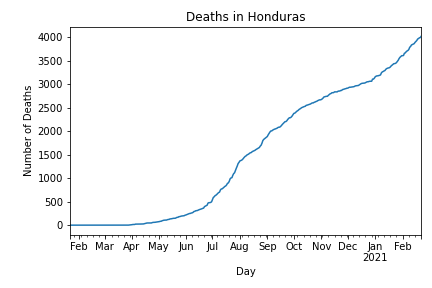 Deaths in Honduras
4000
3500
3000
2500
2000
1500
1000
500
0
Number of Deaths
Feb Mar Apr May Jun Jul Aug Sep Oct Nov Dec Jan Feb
2021
Day